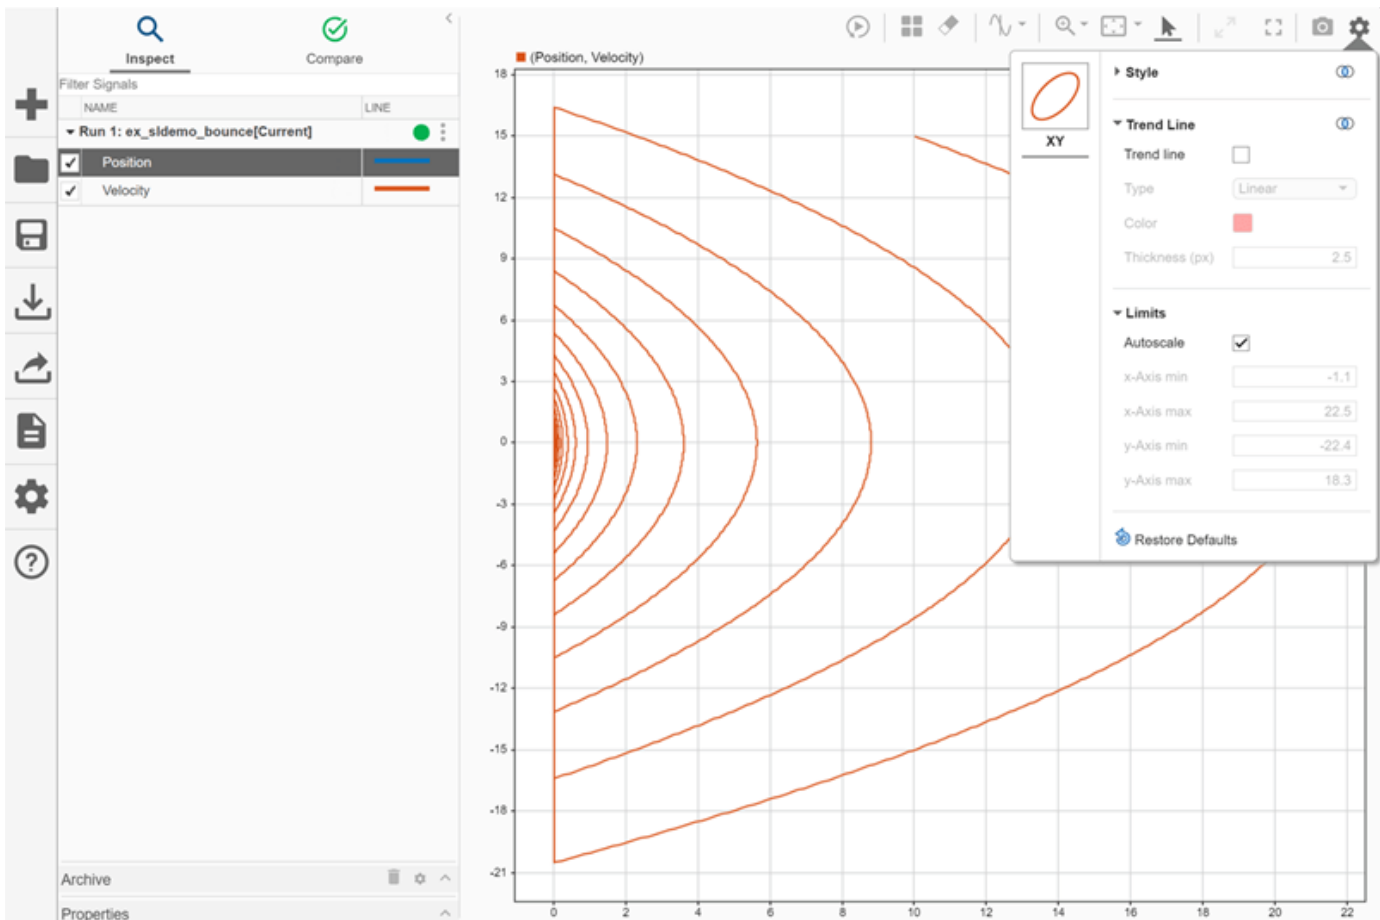 Inspect
Compare
Filter Signals
NAME
LINE
Run 1: ex_sldemo_bounce[Current]
Position
Velocity
Archive
Properties
(Position, Velocity)
18
15
12
9
6
3
0
-3
-6
-9
-12
-15
-18
-21
0 2 4 6 8 10 12 14 16 18 20 22
XY
Style
Trend Line
Trend line
Type Linear
Color
Thickness (px) 2.5
Limits
Autoscale
x-Axis min -1.1
x-Axis max 22.5
y-Axis min -22.4
y-Axis max 18.3
Restore Defaults